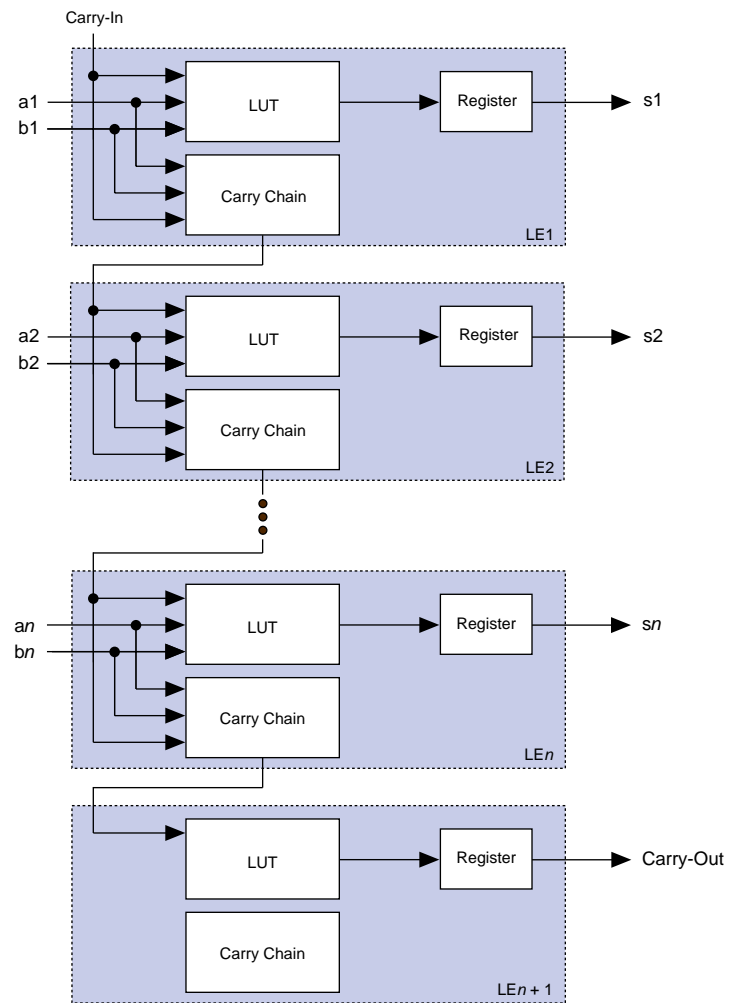 Carry-In
a1
b1
LUT
Register
s1
Carry Chain
LE1
a2
b2
LUT
Register
s2
Carry Chain
LE2
an
bn
LUT
Register
sn
Carry Chain
LEn
LUT
Register
Carry-Out
Carry Chain
LEn + 1